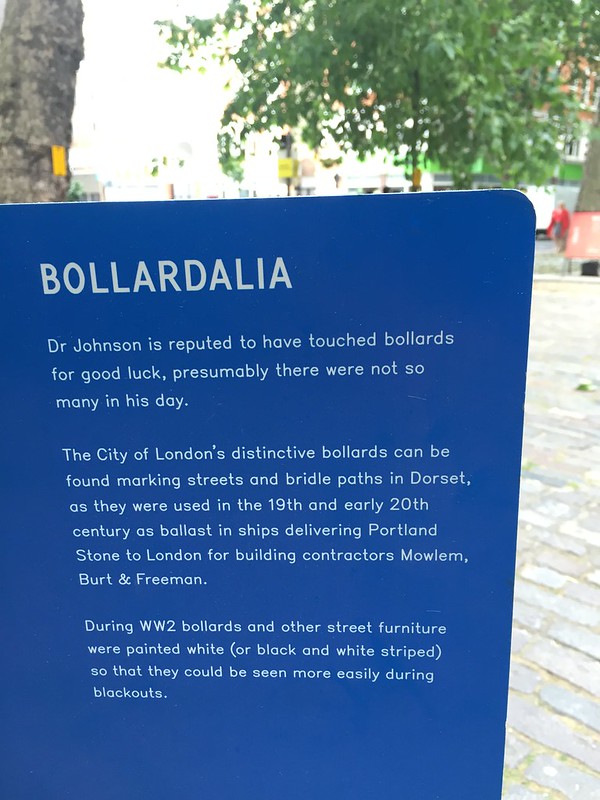 BOLLARDALIA
Dr Johnson is reputed to have touched bollards
for good luck, presumably there were not so
many in his day.
The City of London's distinctive bollards can be
found marking streets and bridle paths in Dorset,
as they were used in the 19th and early 20th
century as ballast in ships delivering Portland
Stone to London for building contractors Mowlem,
Burt & Freeman.
During WW2 bollards and other street furniture
were painted white (or black and white striped)
so that they could be seen more easily during
blackouts.